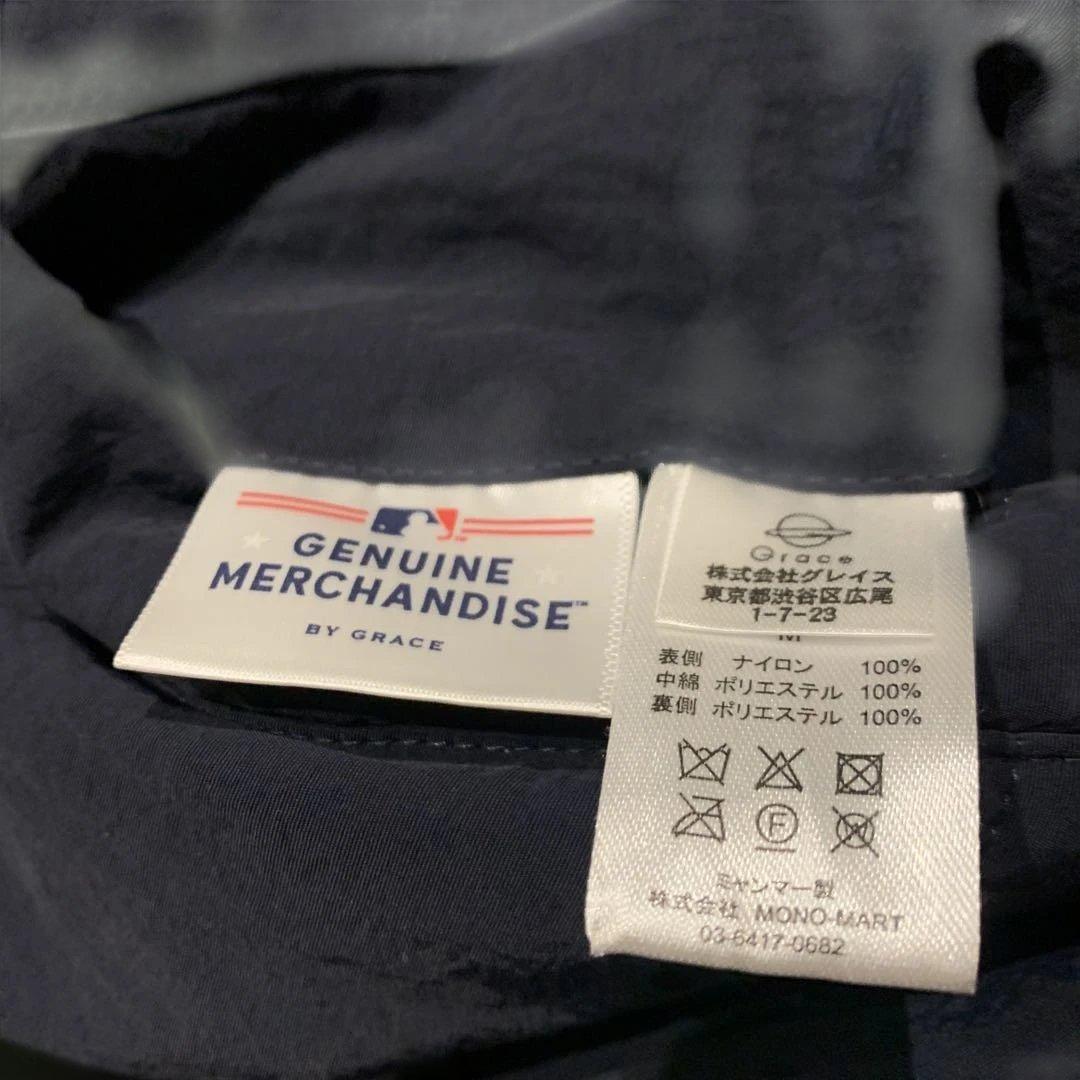 GENUINE
MERCHANDISE™
BY GRACE
Grace
株式会社グレイス
東京都渋谷区広尾
1-7-23
M
表側 ナイロン 100%
中綿 ポリエステル 100%
裏側 ポリエステル 100%
F
ミャンマー製
株式会社 MONO-MART
03-6417-0682